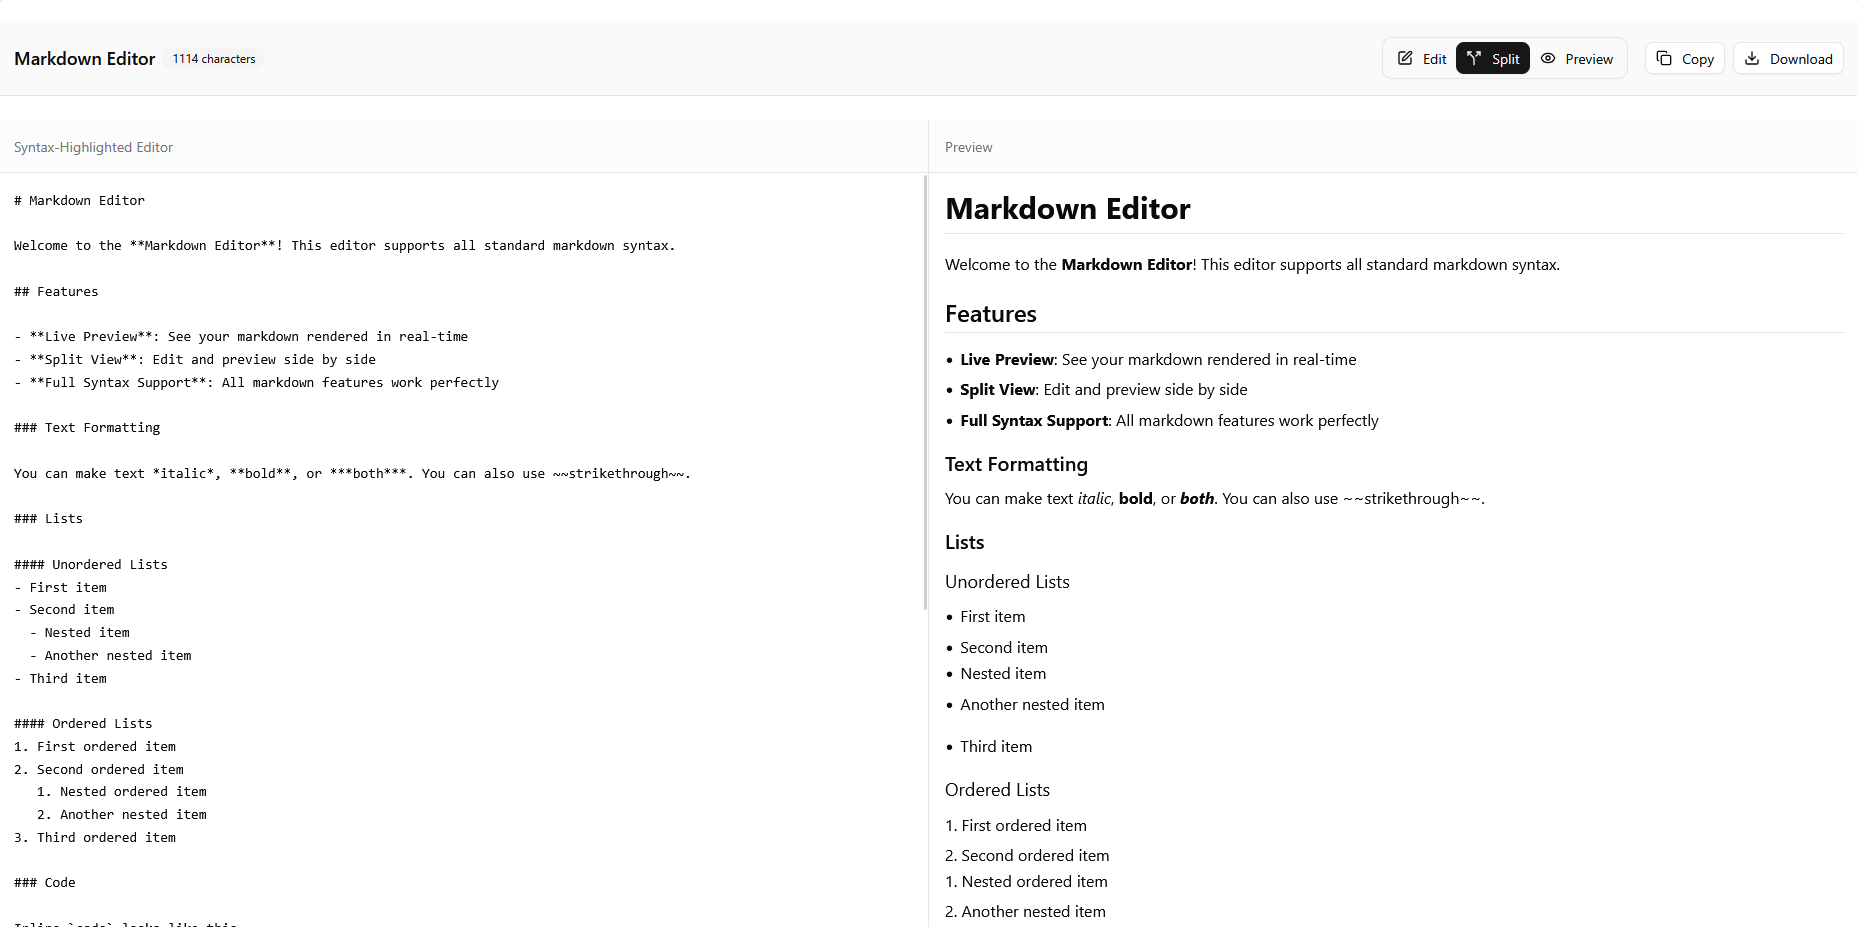 Markdown Editor 1114 characters Edit Split Preview Copy Download
Syntax-Highlighted Editor
# Markdown Editor
Welcome to the **Markdown Editor**! This editor supports all standard markdown syntax.
## Features
- **Live Preview**: See your markdown rendered in real-time
- **Split View**: Edit and preview side by side
- **Full Syntax Support**: All markdown features work perfectly
### Text Formatting
You can make text *italic*, **bold**, or ***both***. You can also use ~~strikethrough~~.
### Lists
#### Unordered Lists
- First item
- Second item
  - Nested item
  - Another nested item
- Third item
#### Ordered Lists
1. First ordered item
2. Second ordered item
   1. Nested ordered item
   2. Another nested item
3. Third ordered item
### Code
Inline `code` looks like this
Preview
Markdown Editor
Welcome to the Markdown Editor! This editor supports all standard markdown syntax.
Features
• Live Preview: See your markdown rendered in real-time
• Split View: Edit and preview side by side
• Full Syntax Support: All markdown features work perfectly
Text Formatting
You can make text italic, bold, or both. You can also use ~~strikethrough~~.
Lists
Unordered Lists
• First item
• Second item
• Nested item
• Another nested item
• Third item
Ordered Lists
1. First ordered item
2. Second ordered item
1. Nested ordered item
2. Another nested item